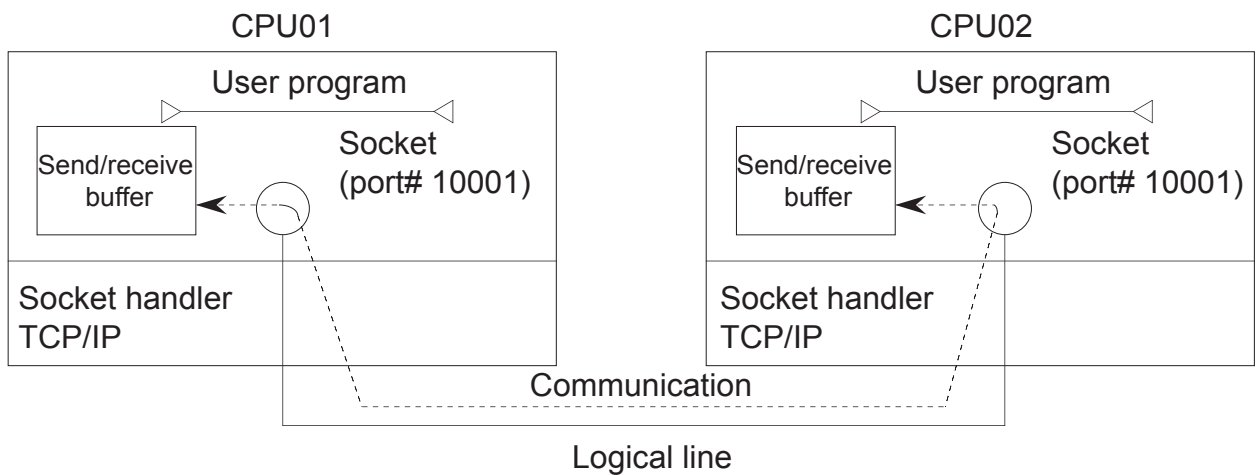 CPU01
User program
Send/receive
buffer
Socket
(port# 10001)
Socket handler
TCP/IP
CPU02
User program
Send/receive
buffer
Socket
(port# 10001)
Socket handler
TCP/IP
Communication
Logical line